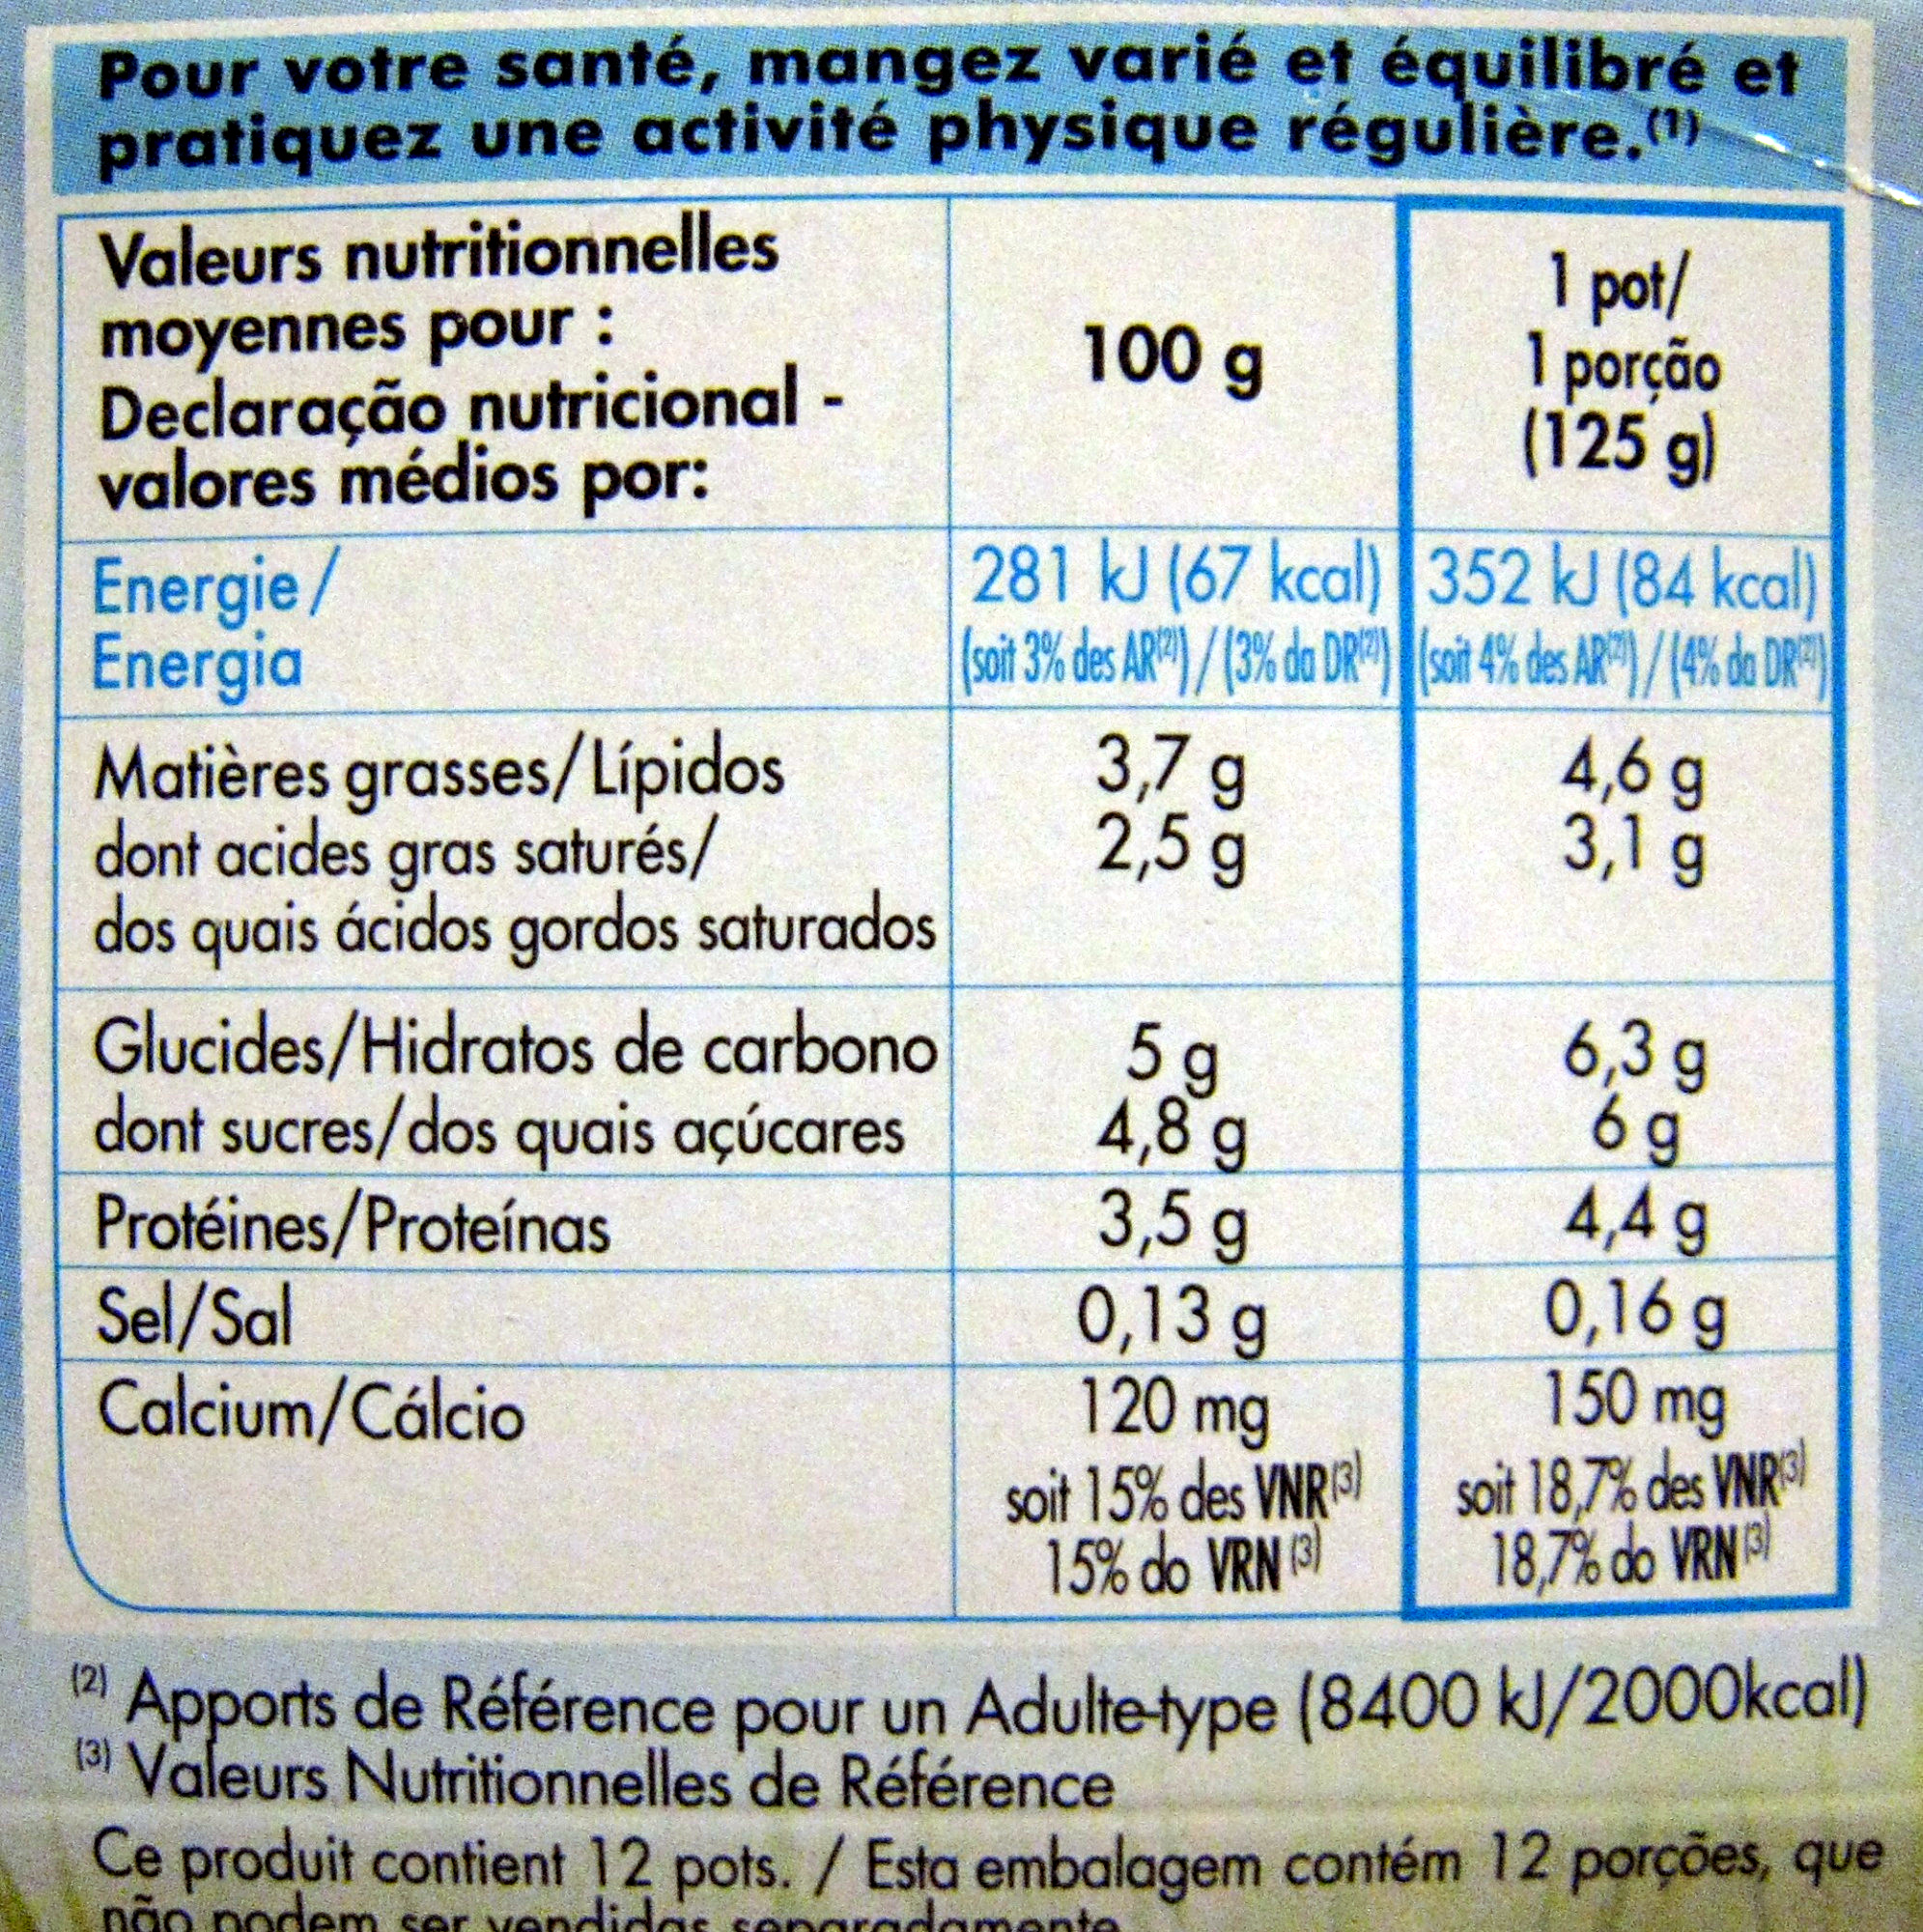 Pour votre santé, mangez varié et équilibré et
pratiquez une activité physique régulière.(1)
Valeurs nutritionnelles
moyennes pour :
Declaração nutricional -
valores médios por:
100 g
1 pot/
1 porção
(125 g)
Energie/
Energia
281 kJ (67 kcal)
(soit 3% des AR(2)) / (3% da DR(2))
352 kJ (84 kcal)
(soit 4% des AR(2)) / (4% da DR(2))
Matières grasses/Lípidos
dont acides gras saturés/
dos quais ácidos gordos saturados
3,7 g
2,5 g
4,6 g
3,1 g
Glucides/Hidratos de carbono
dont sucres/dos quais açúcares
5 g
4,8 g
6,3 g
6 g
Protéines/Proteínas
3,5 g
4,4 g
Sel/Sal
0,13 g
0,16 g
Calcium/Cálcio
120 mg
soit 15% des VNR(3)
15% do VRN (3)
150 mg
soit 18,7% des VNR(3)
18,7% do VRN (3)
(2) Apports de Référence pour un Adulte-type (8400 kJ/2000kcal)
(3) Valeurs Nutritionnelles de Référence
Ce produit contient 12 pots. / Esta embalagem contém 12 porções, que
não podem ser vendidas separadamente